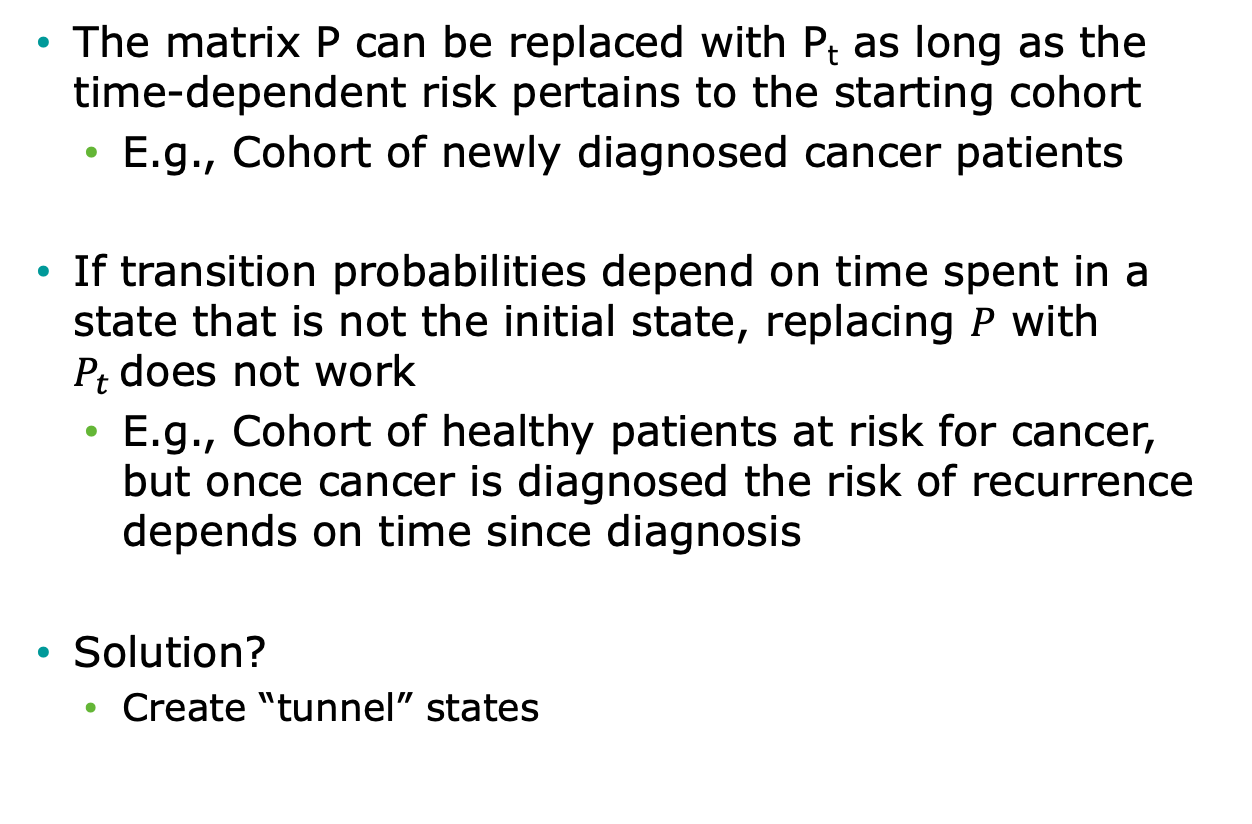 • The matrix P can be replaced with Pₜ as long as the
time-dependent risk pertains to the starting cohort
• E.g., Cohort of newly diagnosed cancer patients
• If transition probabilities depend on time spent in a
state that is not the initial state, replacing P with
Pₜ does not work
• E.g., Cohort of healthy patients at risk for cancer,
but once cancer is diagnosed the risk of recurrence
depends on time since diagnosis
• Solution?
• Create “tunnel” states